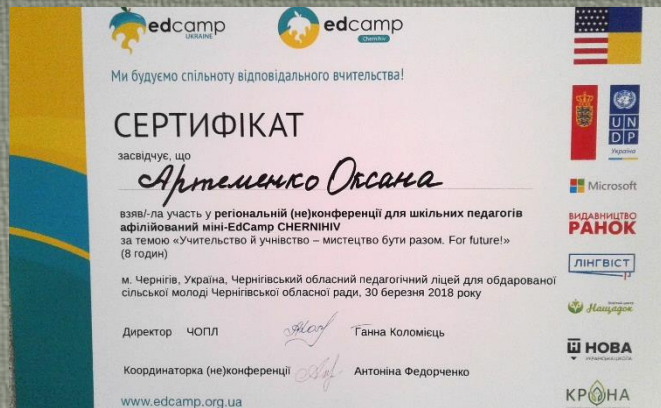 edcamp
UKRAINE
edcamp
Chernihiv
Ми будуємо спільноту відповідального вчительства!
СЕРТИФІКАТ
засвідчує, що
Артеменко Оксана
взяв/-ла участь у регіональній (не)конференції для шкільних педагогів
афілійований міні-EdCamp CHERNIHIV
за темою «Учительство й учнівство – мистецтво бути разом. For future!»
(8 годин)
м. Чернігів, Україна, Чернігівський обласний педагогічний ліцей для обдарованої
сільської молоді Чернігівської обласної ради, 30 березня 2018 року
Директор ЧОПЛ Ганна Коломієць
Координаторка (не)конференції Антоніна Федорченко
www.edcamp.org.ua
UN
DP
Україна
Microsoft
ВИДАВНИЦТВО
РАНОК
ЛІНГВІСТ
Нащадок
НОВА
УКРАЇНСЬКА ШКОЛА
КРОНА